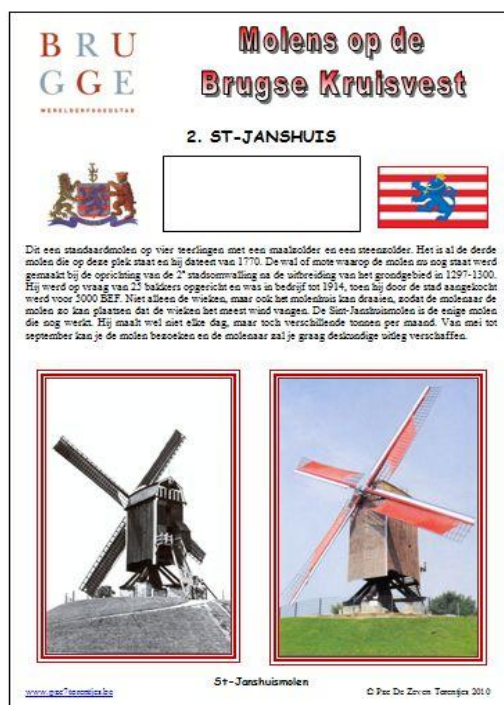 BRU
GGE
WERELDERFGOEDSTAD
Molens op de
Brugse Kruisvest
2. ST-JANSHUIS
Dit een standaardmolen op vier teerlingen met een maalzolder en een steenzolder. Het is al de derde
molen die op deze plek staat en hij dateert van 1770. De wal of mote waarop de molen nu nog staat werd
gemaakt bij de oprichting van de 2e stadsomwalling na de uitbreiding van het grondgebied in 1297-1300.
Hij werd op vraag van 25 bakkers opgericht en was in bedrijf tot 1914, toen hij door de stad aangekocht
werd voor 5000 BEF. Niet alleen de wieken, maar ook het molenhuis kan draaien, zodat de molenaar de
molen zo kan plaatsen dat de wieken het meest wind vangen. De Sint-Janshuismolen is de enige molen
die nog werkt. Hij maalt wel niet elke dag, maar toch verschillende tonnen per maand. Van mei tot
september kan je de molen bezoeken en de molenaar zal je graag deskundige uitleg verschaffen.
St-Janshuismolen
www.psc7torentjes.be © Psc De Zeven Torentjes 2010